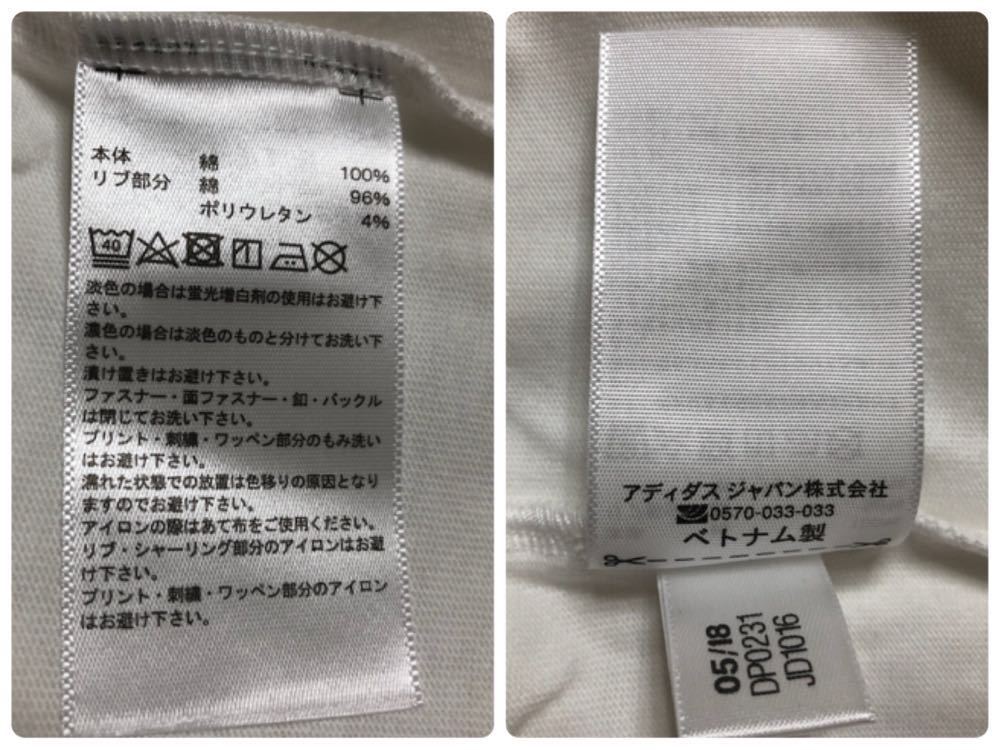 本体 綿 100%
リブ部分 綿 96%
ポリウレタン 4%
40
淡色の場合は蛍光増白剤の使用はお避け下
さい。
濃色の場合は淡色のものと分けてお洗い下
さい。
漬け置きはお避け下さい。
ファスナー・面ファスナー・釦・バックル
は閉じてお洗い下さい。
プリント・刺繍・ワッペン部分のもみ洗い
はお避け下さい。
濡れた状態での放置は色移りの原因となり
ますのでお避け下さい。
アイロンの際はあて布をご使用ください。
リブ・シャーリング部分のアイロンはお避
け下さい。
プリント・刺繍・ワッペン部分のアイロン
はお避け下さい。
アディダス ジャパン株式会社
0570-033-033
ベトナム製
05/18
DP0231
JD1016